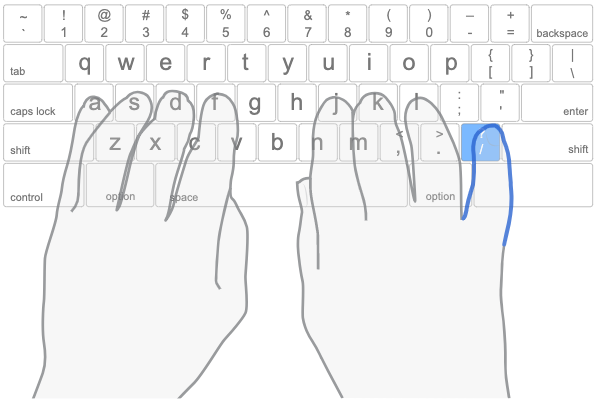 ~ ! @ # $ % ^ & * ( ) – +
` 1 2 3 4 5 6 7 8 9 0 - = backspace
tab q w e r t y u i o p { [ } ] | \
caps lock a s d f g h j k l : ; " ' enter
shift z x c v b n m < , > . ? / shift
control option space option